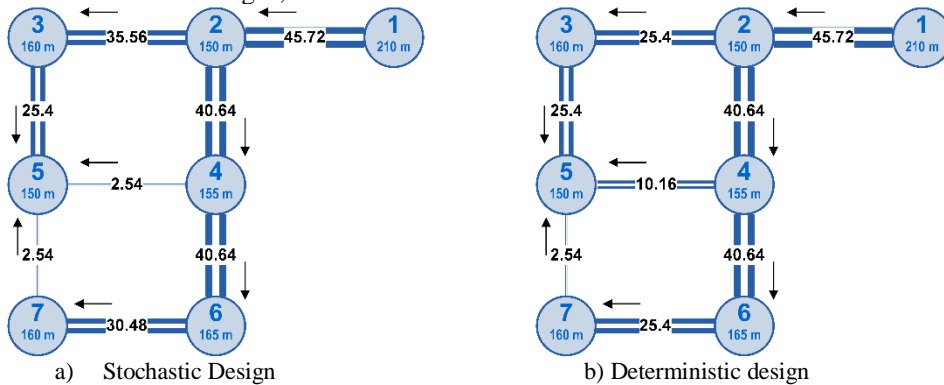 3 2 1 3 2 1
160 m 35.56 150 m 45.72 210 m 160 m 25.4 150 m 45.72 210 m
25.4 40.64 25.4 40.64
5 4 5 4
150 m 2.54 155 m 150 m 10.16 155 m
2.54 40.64 2.54 40.64
7 6 7 6
160 m 30.48 165 m 160 m 25.4 165 m
a) Stochastic Design b) Deterministic design